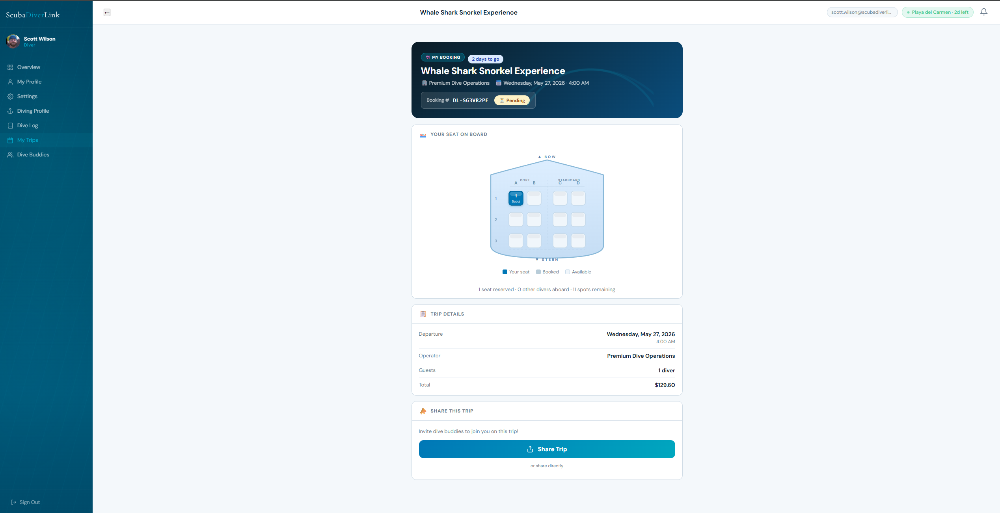 ScubaDiverLink
Scott Wilson
Diver
Overview
My Profile
Settings
Diving Profile
Dive Log
My Trips
Dive Buddies
Sign Out
←
Whale Shark Snorkel Experience
scott.wilson@scubadiverli...
Playa del Carmen · 2d left
MY BOOKING
2 days to go
Whale Shark Snorkel Experience
Premium Dive Operations
Wednesday, May 27, 2026 · 4:00 AM
Booking # DL-S63VR2PF
Pending
YOUR SEAT ON BOARD
▲ BOW
PORT STARBOARD
A B C D
1
1
Scott
2
3
▼ STERN
Your seat Booked Available
1 seat reserved · 0 other divers aboard · 11 spots remaining
TRIP DETAILS
Departure Wednesday, May 27, 2026
4:00 AM
Operator Premium Dive Operations
Guests 1 diver
Total $129.60
SHARE THIS TRIP
Invite dive buddies to join you on this trip!
Share Trip
or share directly